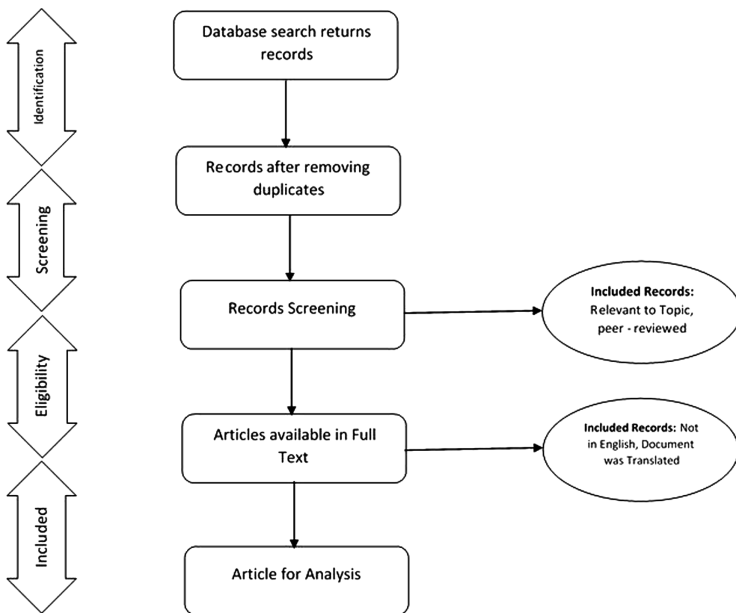 Identification
Database search returns
records
Records after removing
duplicates
Screening
Records Screening
Included Records:
Relevant to Topic,
peer - reviewed
Eligibility
Articles available in Full
Text
Included Records: Not
in English, Document
was Translated
Included
Article for Analysis